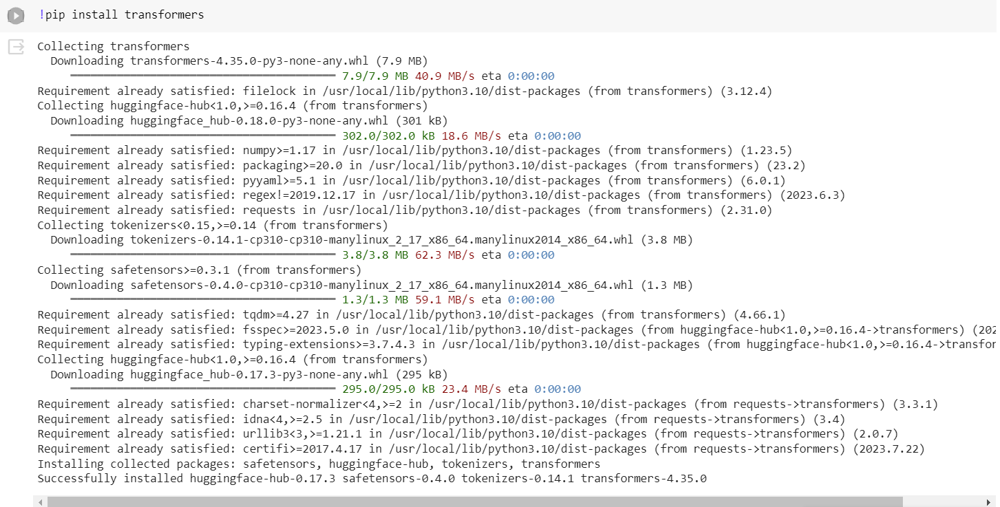 !pip install transformers
Collecting transformers
Downloading transformers-4.35.0-py3-none-any.whl (7.9 MB)
7.9/7.9 MB 40.9 MB/s eta 0:00:00
Requirement already satisfied: filelock in /usr/local/lib/python3.10/dist-packages (from transformers) (3.12.4)
Collecting huggingface-hub<1.0,>=0.16.4 (from transformers)
Downloading huggingface_hub-0.18.0-py3-none-any.whl (301 kB)
302.0/302.0 kB 18.6 MB/s eta 0:00:00
Requirement already satisfied: numpy>=1.17 in /usr/local/lib/python3.10/dist-packages (from transformers) (1.23.5)
Requirement already satisfied: packaging>=20.0 in /usr/local/lib/python3.10/dist-packages (from transformers) (23.2)
Requirement already satisfied: pyyaml>=5.1 in /usr/local/lib/python3.10/dist-packages (from transformers) (6.0.1)
Requirement already satisfied: regex!=2019.12.17 in /usr/local/lib/python3.10/dist-packages (from transformers) (2023.6.3)
Requirement already satisfied: requests in /usr/local/lib/python3.10/dist-packages (from transformers) (2.31.0)
Collecting tokenizers<0.15,>=0.14 (from transformers)
Downloading tokenizers-0.14.1-cp310-cp310-manylinux_2_17_x86_64.manylinux2014_x86_64.whl (3.8 MB)
3.8/3.8 MB 62.3 MB/s eta 0:00:00
Collecting safetensors>=0.3.1 (from transformers)
Downloading safetensors-0.4.0-cp310-cp310-manylinux_2_17_x86_64.manylinux2014_x86_64.whl (1.3 MB)
1.3/1.3 MB 59.1 MB/s eta 0:00:00
Requirement already satisfied: tqdm>=4.27 in /usr/local/lib/python3.10/dist-packages (from transformers) (4.66.1)
Requirement already satisfied: fsspec>=2023.5.0 in /usr/local/lib/python3.10/dist-packages (from huggingface-hub<1.0,>=0.16.4->transformers) (202
Requirement already satisfied: typing-extensions>=3.7.4.3 in /usr/local/lib/python3.10/dist-packages (from huggingface-hub<1.0,>=0.16.4->transfor
Collecting huggingface-hub<1.0,>=0.16.4 (from transformers)
Downloading huggingface_hub-0.17.3-py3-none-any.whl (295 kB)
295.0/295.0 kB 23.4 MB/s eta 0:00:00
Requirement already satisfied: charset-normalizer<4,>=2 in /usr/local/lib/python3.10/dist-packages (from requests->transformers) (3.3.1)
Requirement already satisfied: idna<4,>=2.5 in /usr/local/lib/python3.10/dist-packages (from requests->transformers) (3.4)
Requirement already satisfied: urllib3<3,>=1.21.1 in /usr/local/lib/python3.10/dist-packages (from requests->transformers) (2.0.7)
Requirement already satisfied: certifi>=2017.4.17 in /usr/local/lib/python3.10/dist-packages (from requests->transformers) (2023.7.22)
Installing collected packages: safetensors, huggingface-hub, tokenizers, transformers
Successfully installed huggingface-hub-0.17.3 safetensors-0.4.0 tokenizers-0.14.1 transformers-4.35.0